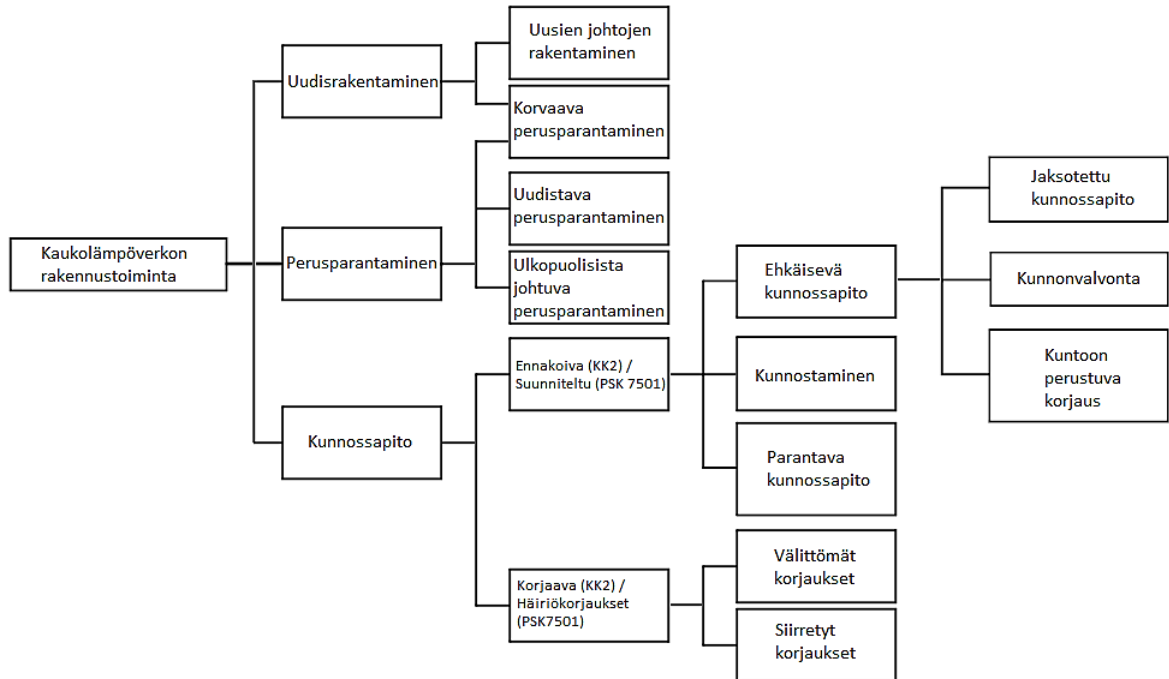 Kaukolämpöverkon
rakennustoiminta
Uudisrakentaminen
Perusparantaminen
Kunnossapito
Uusien johtojen
rakentaminen
Korvaava
perusparantaminen
Uudistava
perusparantaminen
Ulkopuolisista
johtuva
perusparantaminen
Ennakoiva (KK2) /
Suunniteltu (PSK 7501)
Korjaava (KK2) /
Häiriökorjaukset
(PSK7501)
Ehkäisevä
kunnossapito
Kunnostaminen
Parantava
kunnossapito
Välittömät
korjaukset
Siirretyt
korjaukset
Jaksotettu
kunnossapito
Kunnonvalvonta
Kuntoon
perustuva
korjaus